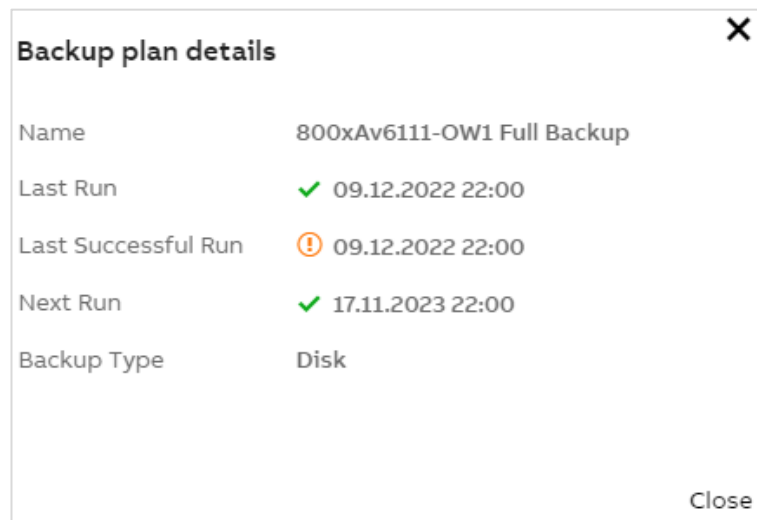 Backup plan details
Name 800xAv6111-OW1 Full Backup
Last Run 09.12.2022 22:00
Last Successful Run 09.12.2022 22:00
Next Run 17.11.2023 22:00
Backup Type Disk
Close